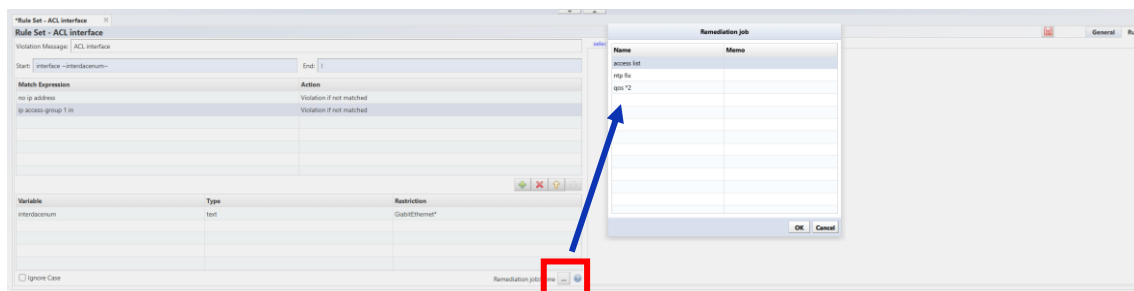 *Rule Set - ACL interface
Rule Set - ACL interface
General
Violation Message: ACL interface
Start: interface ~interdacenum~ End: !
Match Expression Action
no ip address Violation if not matched
ip access-group 1 in Violation if not matched
Variable Type Restriction
interdacenum text GiabitEthernet*
Ignore Case
Remediation job
Remediation job
Name Memo
access list
ntp fix
qos *2
OK Cancel